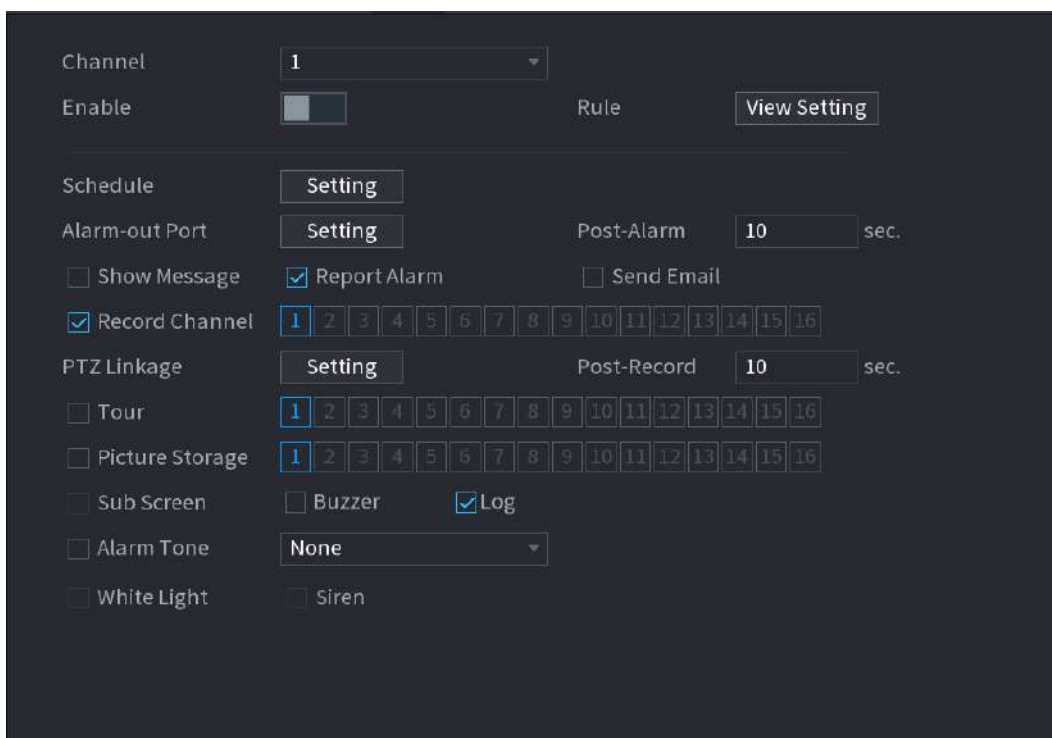 Channel 1
Enable Rule View Setting
Schedule Setting
Alarm-out Port Setting Post-Alarm 10 sec.
Show Message Report Alarm Send Email
Record Channel 1 2 3 4 5 6 7 8 9 10 11 12 13 14 15 16
PTZ Linkage Setting Post-Record 10 sec.
Tour 1 2 3 4 5 6 7 8 9 10 11 12 13 14 15 16
Picture Storage 1 2 3 4 5 6 7 8 9 10 11 12 13 14 15 16
Sub Screen Buzzer Log
Alarm Tone None
White Light Siren